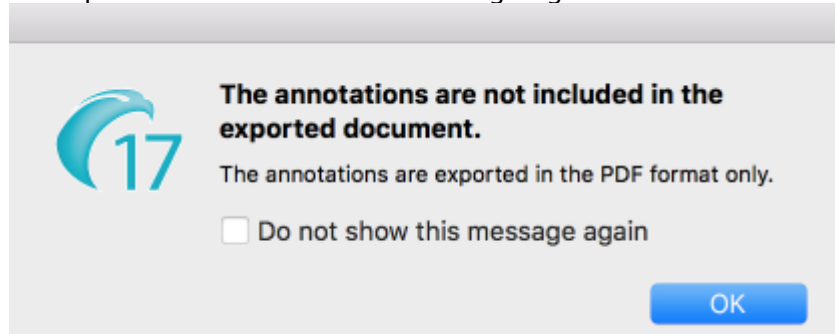 The annotations are not included in the
exported document.
17
The annotations are exported in the PDF format only.
Do not show this message again
OK